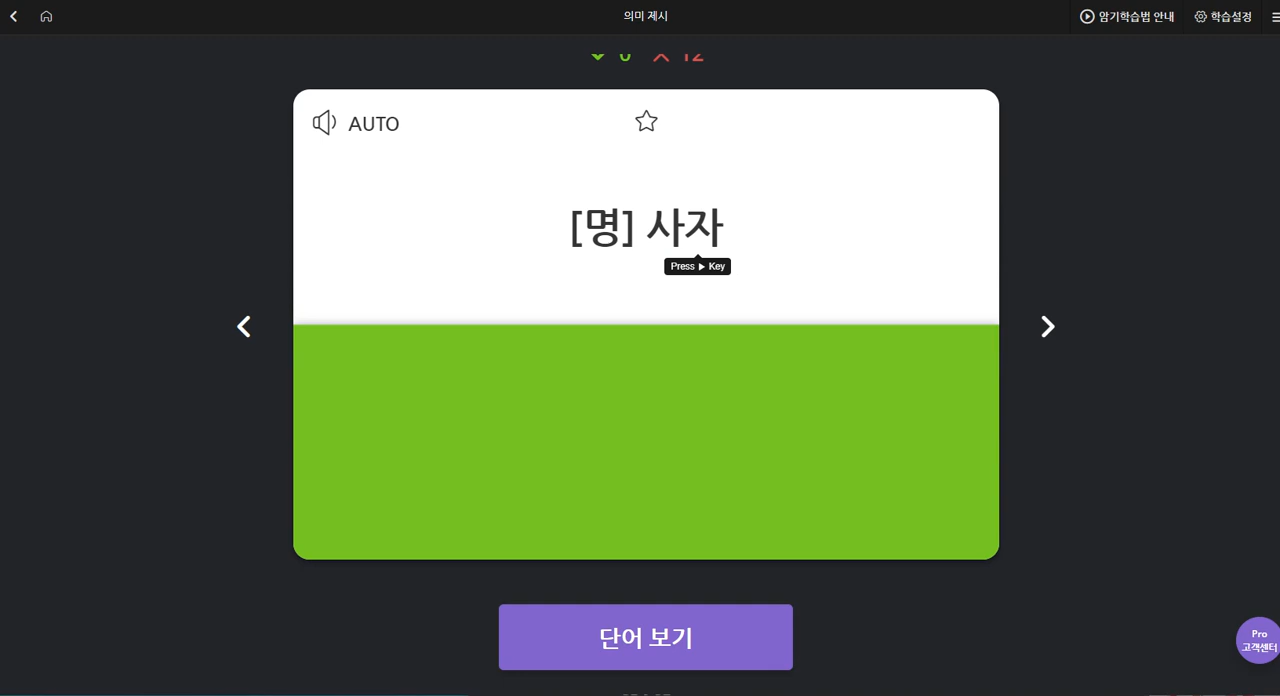 의미 제시
암기학습법 안내
학습설정
AUTO
[명] 사자
Press ▶ Key
단어 보기
Pro
고객센터